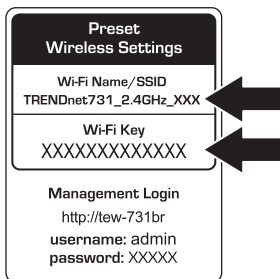 Preset
Wireless Settings
Wi-Fi Name/SSID
TRENDnet731_2.4GHz_XXX
Wi-Fi Key
XXXXXXXXXXXXX
Management Login
http://tew-731br
username: admin
password: XXXXX